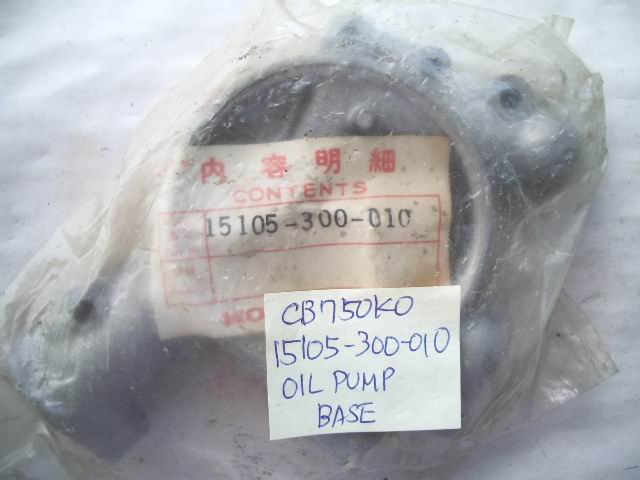 内容明細
CONTENTS
15105-300-010
CB750K0
15105-300-010
OIL PUMP
BASE